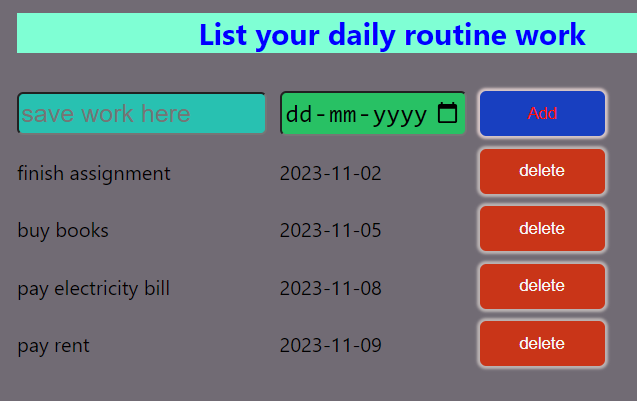 List your daily routine work
save work here dd-mm-yyyy Add
finish assignment 2023-11-02 delete
buy books 2023-11-05 delete
pay electricity bill 2023-11-08 delete
pay rent 2023-11-09 delete